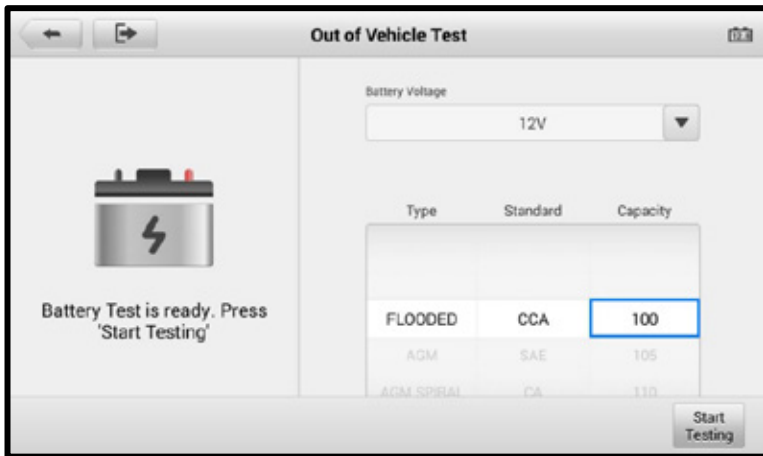 Out of Vehicle Test
Battery Voltage
12V
Type Standard Capacity
FLOODED CCA 100
AGM SAE 105
AGM SPIRAL CA 110
Battery Test is ready. Press
'Start Testing'
Start
Testing